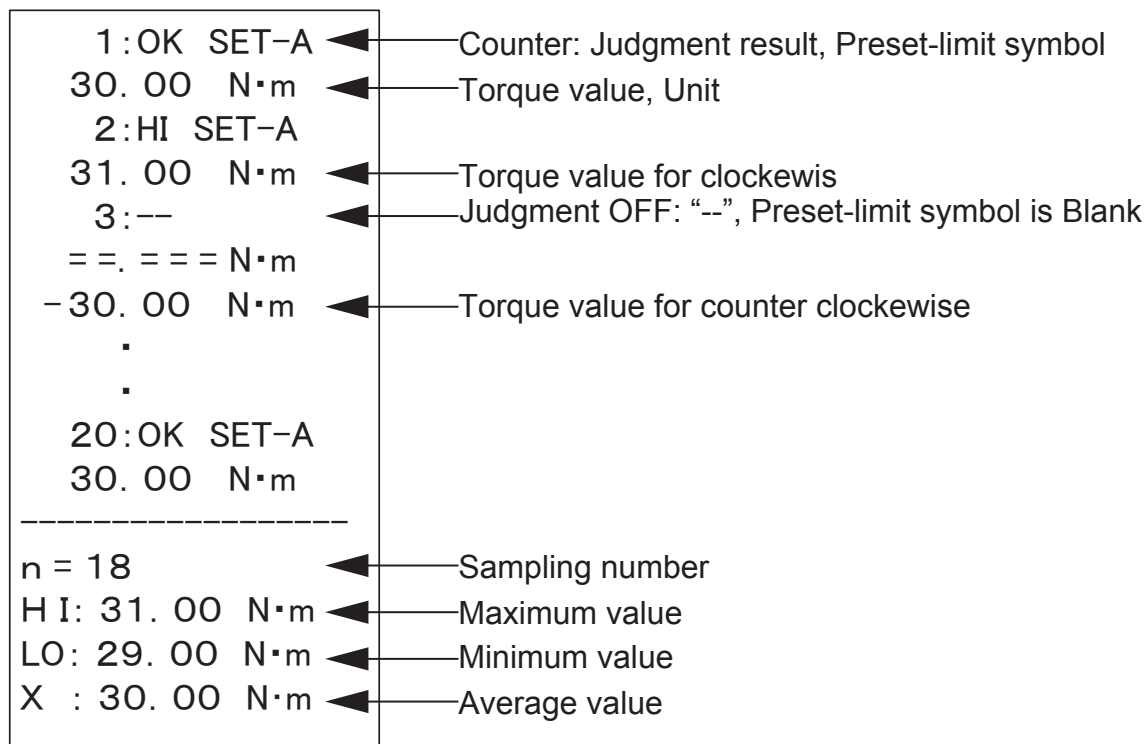 1:OK SET-A Counter: Judgment result, Preset-limit symbol
30.00 N▪m Torque value, Unit
2:HI SET-A
31.00 N▪m Torque value for clockewis
3:-- Judgment OFF: “--”, Preset-limit symbol is Blank
==.===N▪m
-30.00 N▪m Torque value for counter clockewise
▪
▪
20:OK SET-A
30.00 N▪m
------------------
n=18 Sampling number
HI: 31.00 N▪m Maximum value
LO: 29.00 N▪m Minimum value
X : 30.00 N·m Average value